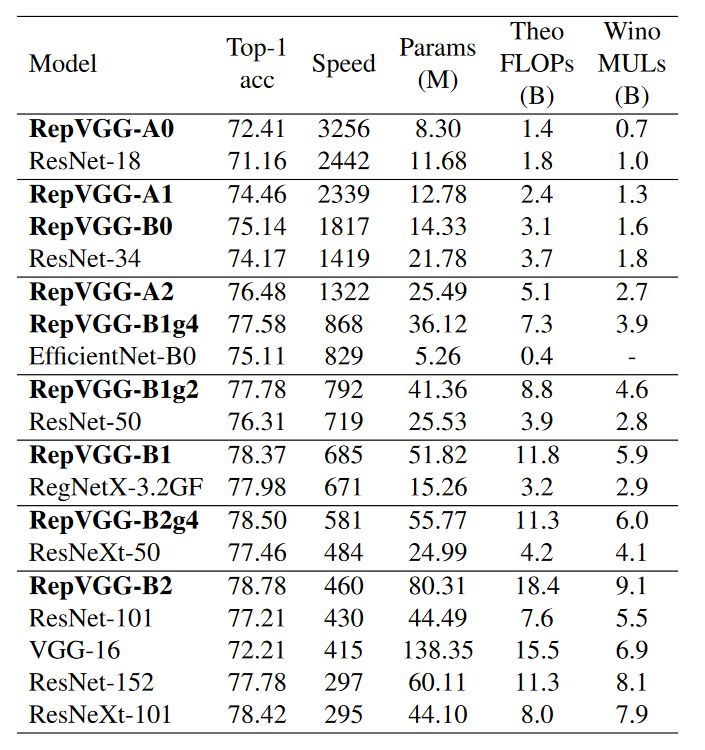 Model Top-1 acc Speed Params (M) Theo FLOPs (B) Wino MULs (B)
RepVGG-A0 72.41 3256 8.30 1.4 0.7
ResNet-18 71.16 2442 11.68 1.8 1.0
RepVGG-A1 74.46 2339 12.78 2.4 1.3
RepVGG-B0 75.14 1817 14.33 3.1 1.6
ResNet-34 74.17 1419 21.78 3.7 1.8
RepVGG-A2 76.48 1322 25.49 5.1 2.7
RepVGG-B1g4 77.58 868 36.12 7.3 3.9
EfficientNet-B0 75.11 829 5.26 0.4 -
RepVGG-B1g2 77.78 792 41.36 8.8 4.6
ResNet-50 76.31 719 25.53 3.9 2.8
RepVGG-B1 78.37 685 51.82 11.8 5.9
RegNetX-3.2GF 77.98 671 15.26 3.2 2.9
RepVGG-B2g4 78.50 581 55.77 11.3 6.0
ResNeXt-50 77.46 484 24.99 4.2 4.1
RepVGG-B2 78.78 460 80.31 18.4 9.1
ResNet-101 77.21 430 44.49 7.6 5.5
VGG-16 72.21 415 138.35 15.5 6.9
ResNet-152 77.78 297 60.11 11.3 8.1
ResNeXt-101 78.42 295 44.10 8.0 7.9